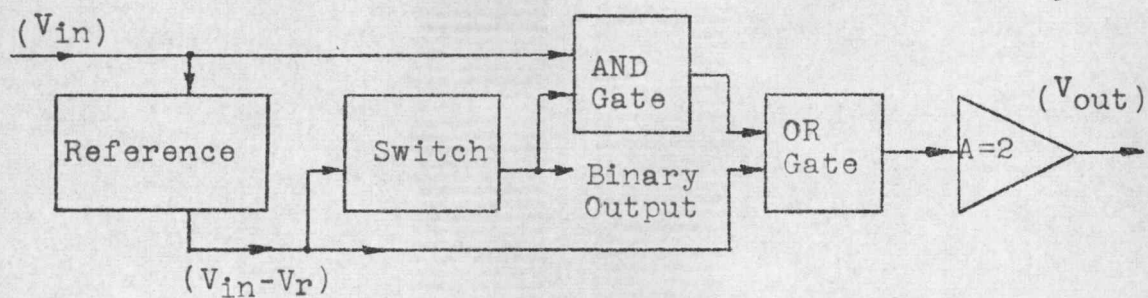 (Vin)
AND
Gate
(Vout)
Reference
Switch
OR
Gate
A=2
Binary
Output
(Vin-Vr)